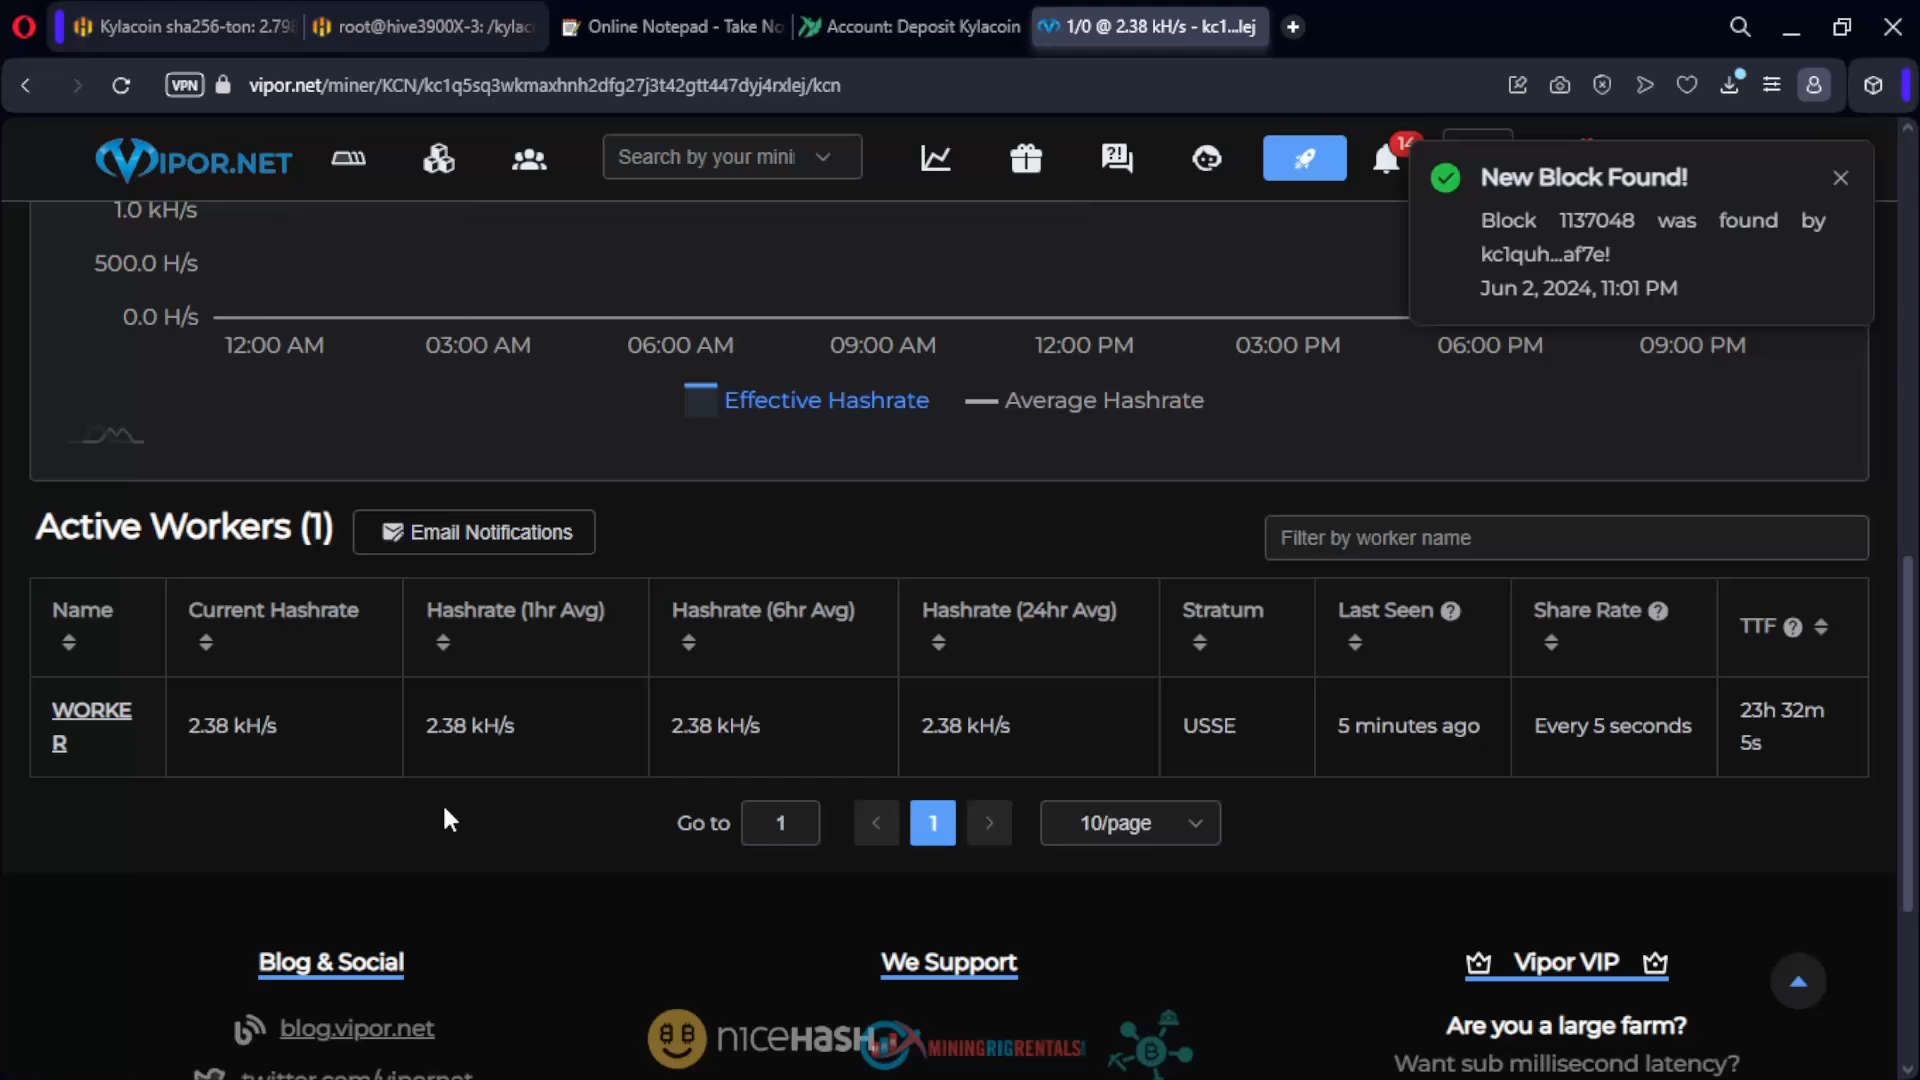 Kylacoin sha256-ton: 2.798
root@hive3900X-3: /kylac
Online Notepad - Take No
Account: Deposit Kylacoin
1/0 @ 2.38 kH/s - kc1...lej
VPN
vipor.net/miner/KCN/kc1q5sq3wkmaxhnh2dfg27j3t42gtt447dyj4rxlej/kcn
VIPOR.NET
Search by your mini
14
New Block Found!
Block 1137048 was found by
kc1quh...af7e!
Jun 2, 2024, 11:01 PM
1.0 kH/s
500.0 H/s
0.0 H/s
12:00 AM 03:00 AM 06:00 AM 09:00 AM 12:00 PM 03:00 PM 06:00 PM 09:00 PM
Effective Hashrate Average Hashrate
Active Workers (1)
Email Notifications
Filter by worker name
Name Current Hashrate Hashrate (1hr Avg) Hashrate (6hr Avg) Hashrate (24hr Avg) Stratum Last Seen Share Rate TTF
WORKE
R
2.38 kH/s 2.38 kH/s 2.38 kH/s 2.38 kH/s USSE 5 minutes ago Every 5 seconds
23h 32m
5s
Go to 1 1 10/page
Blog & Social
We Support
Vipor VIP
blog.vipor.net
nicehash
MININGRIGRENTALS
Are you a large farm?
Want sub millisecond latency?
twitter.com/vipornet